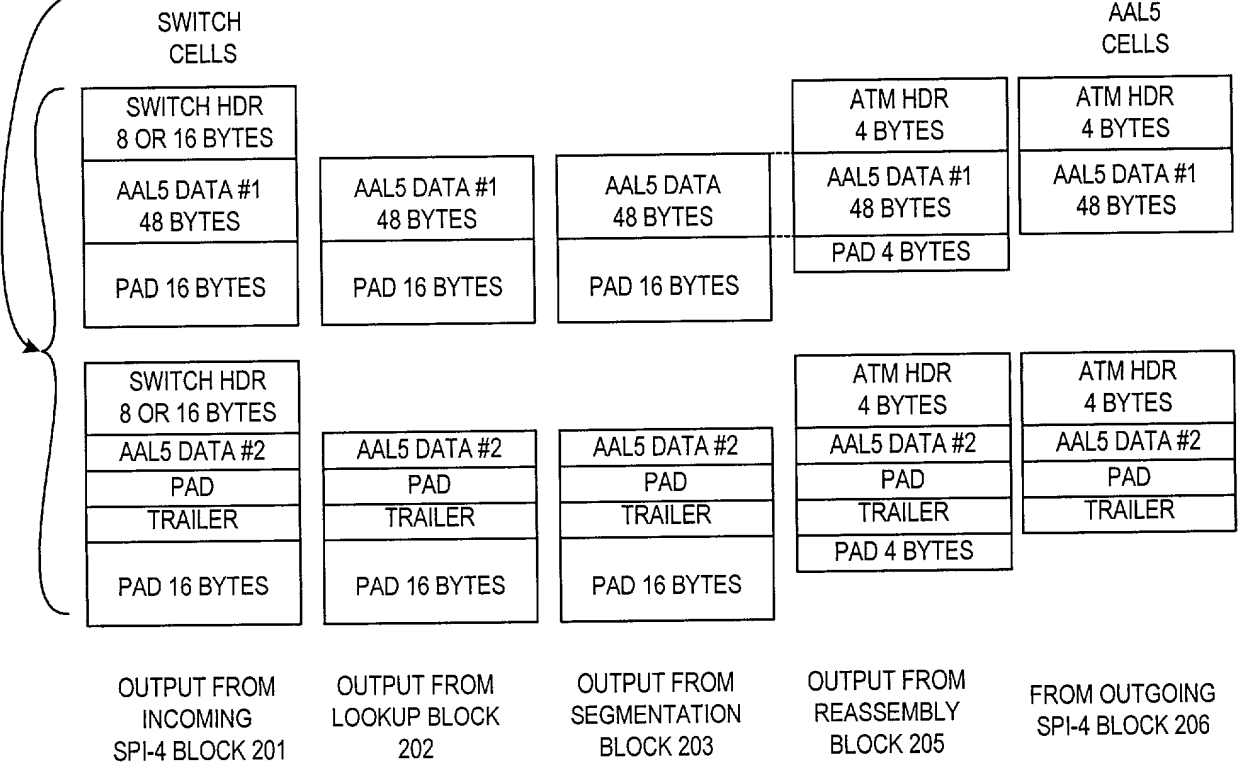 SWITCH
CELLS
AAL5
CELLS
SWITCH HDR
8 OR 16 BYTES
AAL5 DATA #1
48 BYTES
PAD 16 BYTES
AAL5 DATA #1
48 BYTES
PAD 16 BYTES
AAL5 DATA
48 BYTES
PAD 16 BYTES
ATM HDR
4 BYTES
AAL5 DATA #1
48 BYTES
PAD 4 BYTES
ATM HDR
4 BYTES
AAL5 DATA #1
48 BYTES
SWITCH HDR
8 OR 16 BYTES
AAL5 DATA #2
PAD
TRAILER
PAD 16 BYTES
AAL5 DATA #2
PAD
TRAILER
PAD 16 BYTES
AAL5 DATA #2
PAD
TRAILER
PAD 16 BYTES
ATM HDR
4 BYTES
AAL5 DATA #2
PAD
TRAILER
PAD 4 BYTES
ATM HDR
4 BYTES
AAL5 DATA #2
PAD
TRAILER
OUTPUT FROM
INCOMING
SPI-4 BLOCK 201
OUTPUT FROM
LOOKUP BLOCK
202
OUTPUT FROM
SEGMENTATION
BLOCK 203
OUTPUT FROM
REASSEMBLY
BLOCK 205
FROM OUTGOING
SPI-4 BLOCK 206